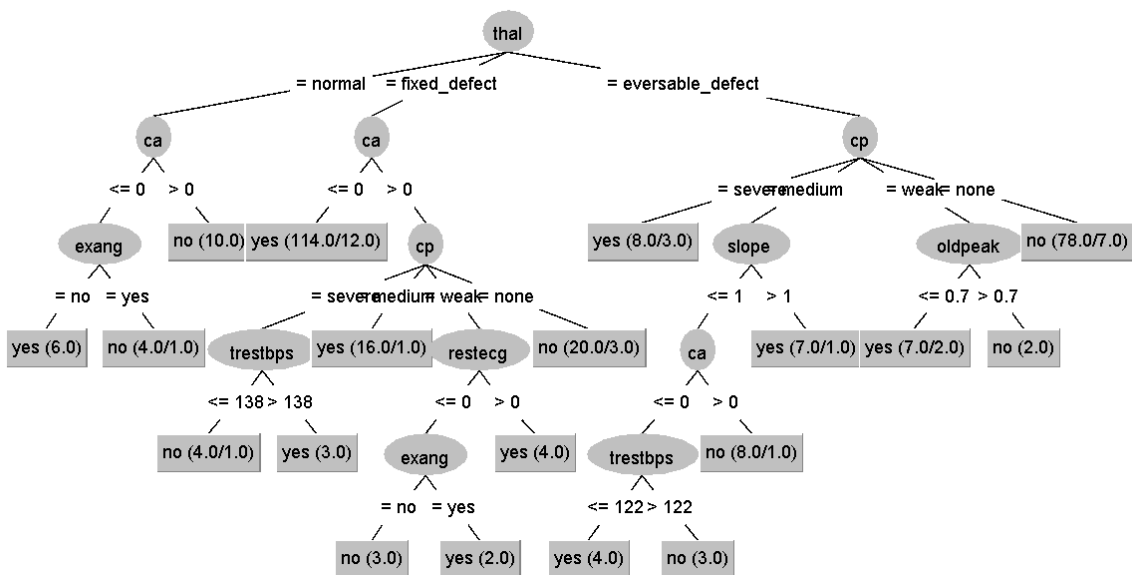 thal
= normal = fixed_defect = eversable_defect
ca ca cp
<= 0 > 0 <= 0 > 0 = severe = medium = weak = none
exang no (10.0) yes (114.0/12.0) cp yes (8.0/3.0) slope oldpeak no (78.0/7.0)
= no = yes = severe = medium = weak = none <= 1 > 1 <= 0.7 > 0.7
yes (6.0) no (4.0/1.0) trestbps yes (16.0/1.0) restecg no (20.0/3.0) ca yes (7.0/1.0) yes (7.0/2.0) no (2.0)
<= 138 > 138 <= 0 > 0 <= 0 > 0
no (4.0/1.0) yes (3.0) exang yes (4.0) trestbps no (8.0/1.0)
= no = yes <= 122 > 122
no (3.0) yes (2.0) yes (4.0) no (3.0)